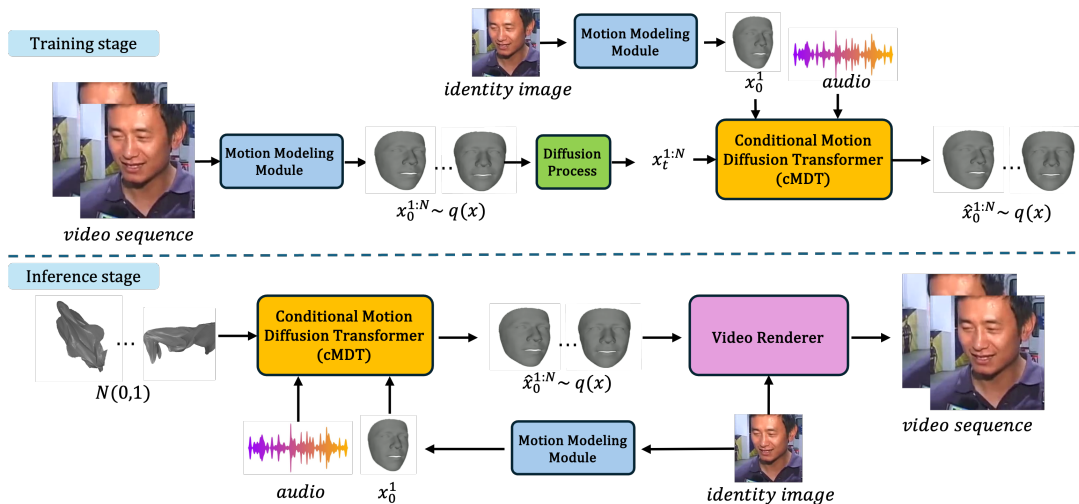 Training stage
Motion Modeling
Module
identity image
x_0^1
audio
video sequence
Motion Modeling
Module
...
x_0^{1:N} ~ q(x)
Diffusion
Process
x_t^{1:N}
Conditional Motion
Diffusion Transformer
(cMDT)
...
x̂_0^{1:N} ~ q(x)
Inference stage
...
N(0,1)
Conditional Motion
Diffusion Transformer
(cMDT)
...
x̂_0^{1:N} ~ q(x)
Video Renderer
video sequence
audio
x_0^1
Motion Modeling
Module
identity image